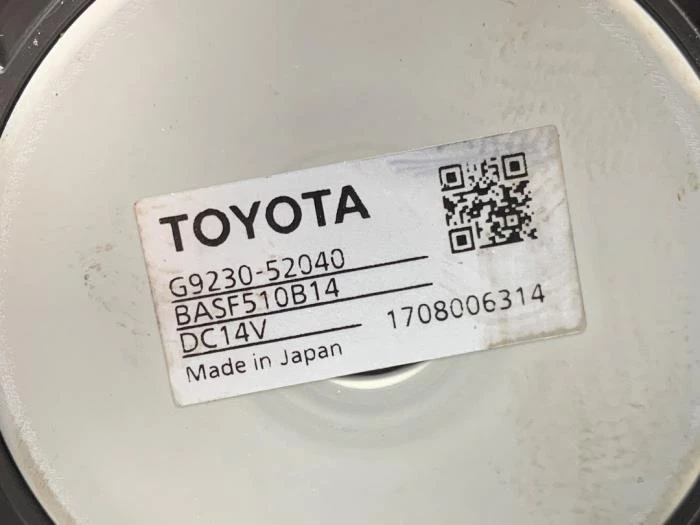 TOYOTA
G9230-52040
BASF510B14
DC14V
1708006314
Made in Japan